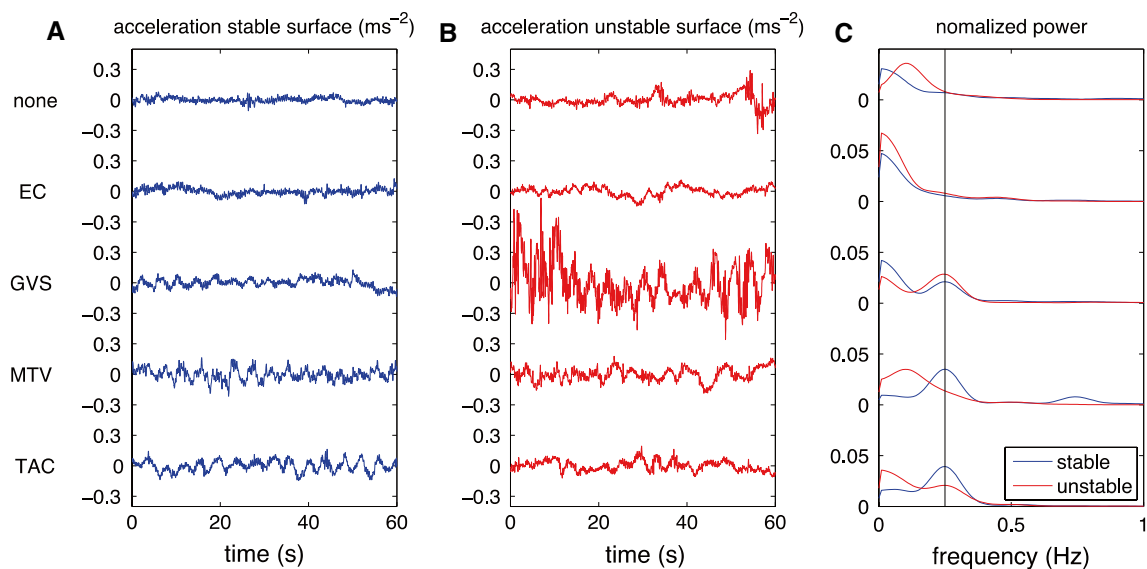 A acceleration stable surface (ms−2)
B acceleration unstable surface (ms−2)
C nomalized power
none
0.3
0
−0.3
EC
0.3
0
−0.3
GVS
0.3
0
−0.3
MTV
0.3
0
−0.3
TAC
0.3
0
−0.3
0 20 40 60
time (s)
0.3
0
−0.3
0.3
0
−0.3
0.3
0
−0.3
0.3
0
−0.3
0.3
0
−0.3
0 20 40 60
time (s)
0
0.05
0
0.05
0
0.05
0
0.05
0
stable
unstable
0 0.5 1
frequency (Hz)